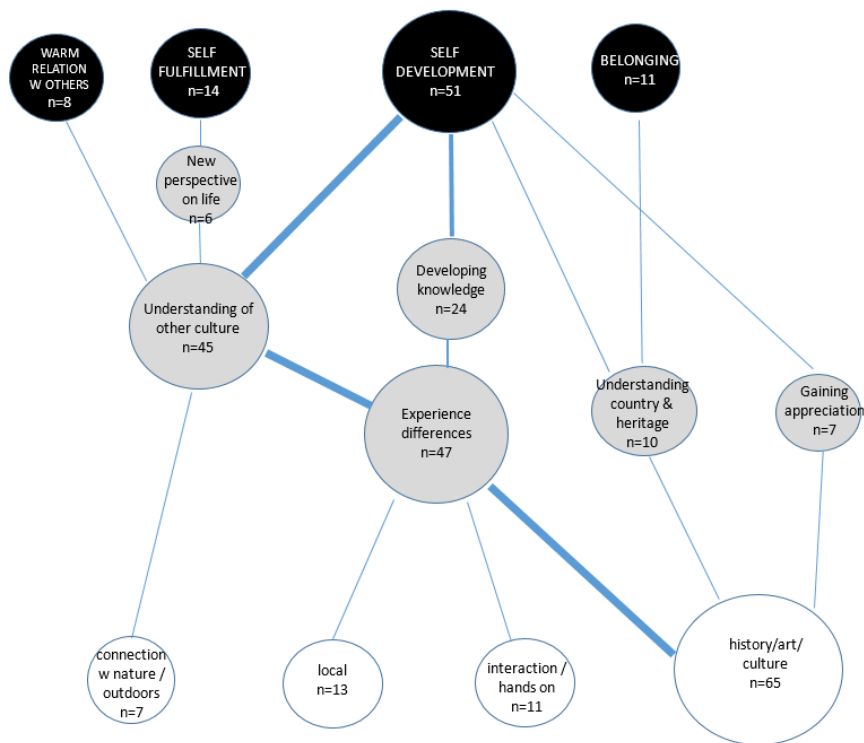 WARM
RELATION
W OTHERS
n=8
SELF
FULFILLMENT
n=14
SELF
DEVELOPMENT
n=51
BELONGING
n=11
New
perspective
on life
n=6
Developing
knowledge
n=24
Understanding of
other culture
n=45
Experience
differences
n=47
Understanding
country &
heritage
n=10
Gaining
appreciation
n=7
connection
w nature /
outdoors
n=7
local
n=13
interaction /
hands on
n=11
history/art/
culture
n=65